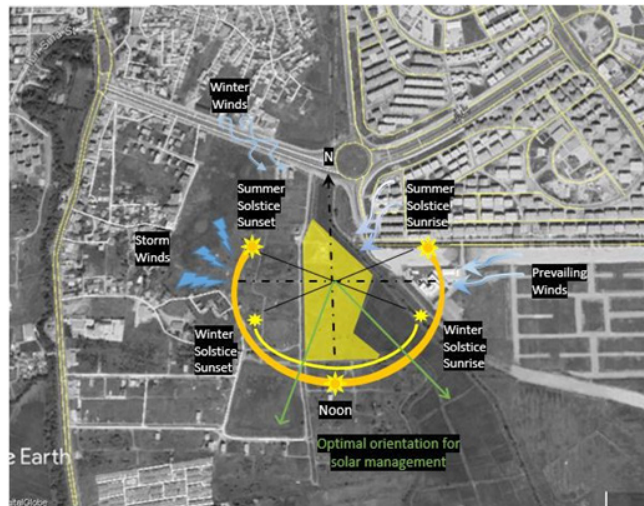 Winter
Winds
N
Summer
Solstice
Sunset
Summer
Solstice
Sunrise
Storm
Winds
Prevailing
Winds
Winter
Solstice
Sunset
Winter
Solstice
Sunrise
Noon
Optimal orientation for
solar management
e Earth